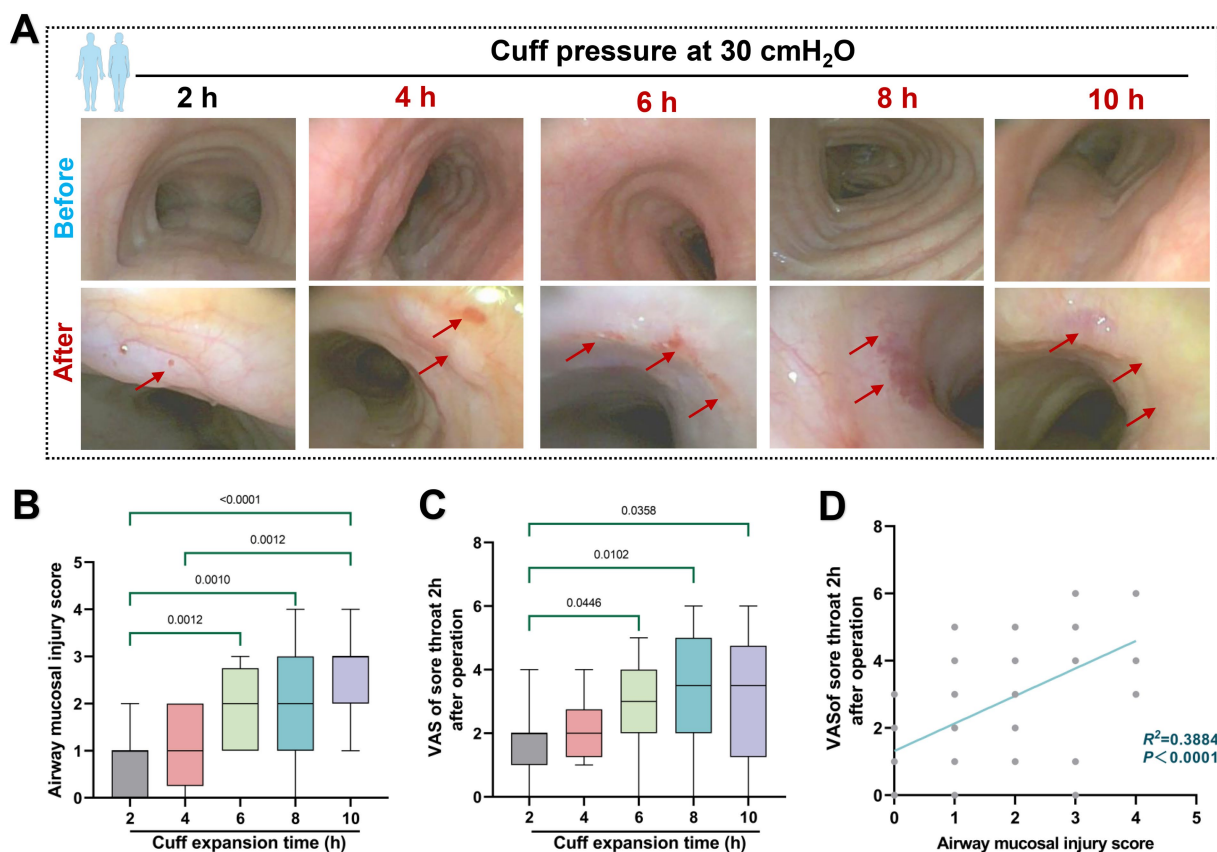 A
Cuff pressure at 30 cmH₂O
2 h 4 h 6 h 8 h 10 h
Before
After
B
Airway mucosal injury score
5
4
3
2
1
0
<0.0001
0.0012
0.0010
0.0012
2 4 6 8 10
Cuff expansion time (h)
C
VAS of sore throat 2h
after operation
8
6
4
2
0
0.0358
0.0102
0.0446
2 4 6 8 10
Cuff expansion time (h)
D
VASof sore throat 2h
after operation
8
6
4
2
0
R²=0.3884
P<0.0001
0 1 2 3 4 5
Airway mucosal injury score